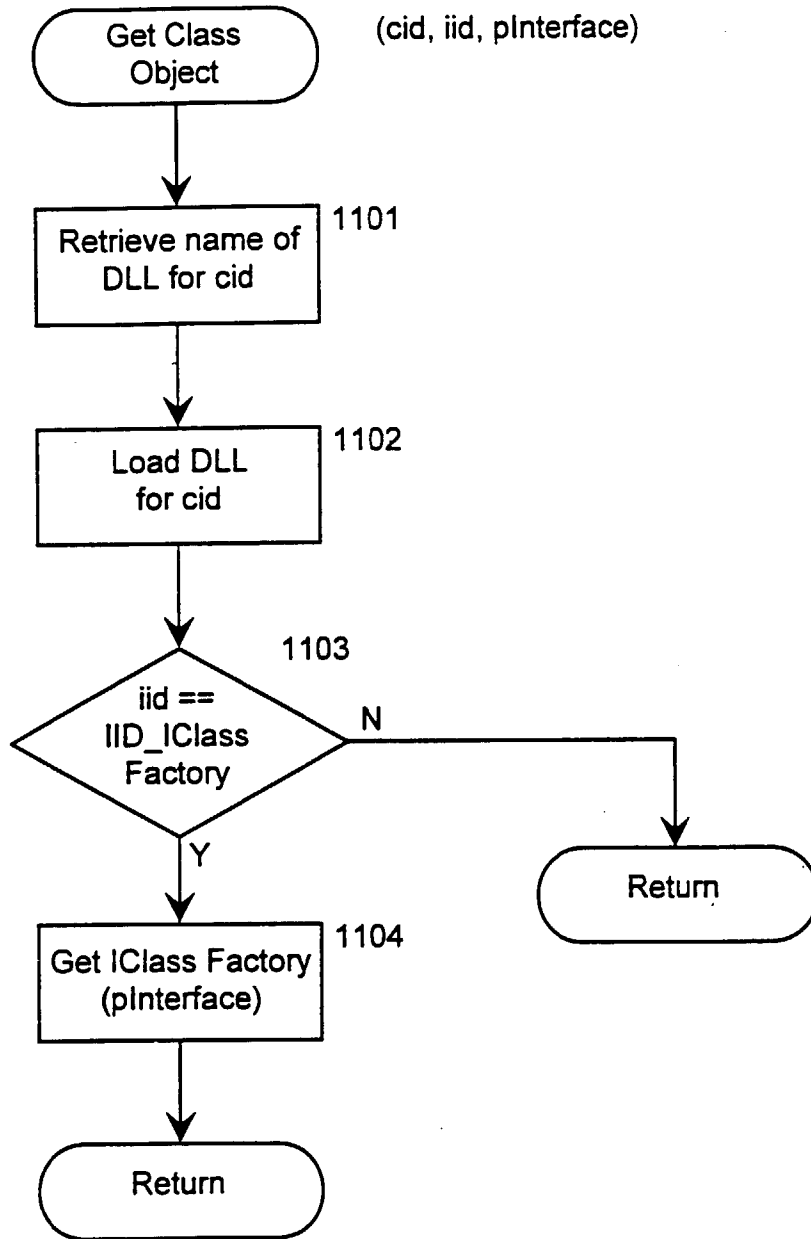 Get Class
Object
(cid, iid, pInterface)
1101
Retrieve name of
DLL for cid
1102
Load DLL
for cid
1103
iid ==
IID_IClass
Factory
N
Y
Return
1104
Get IClass Factory
(pInterface)
Return